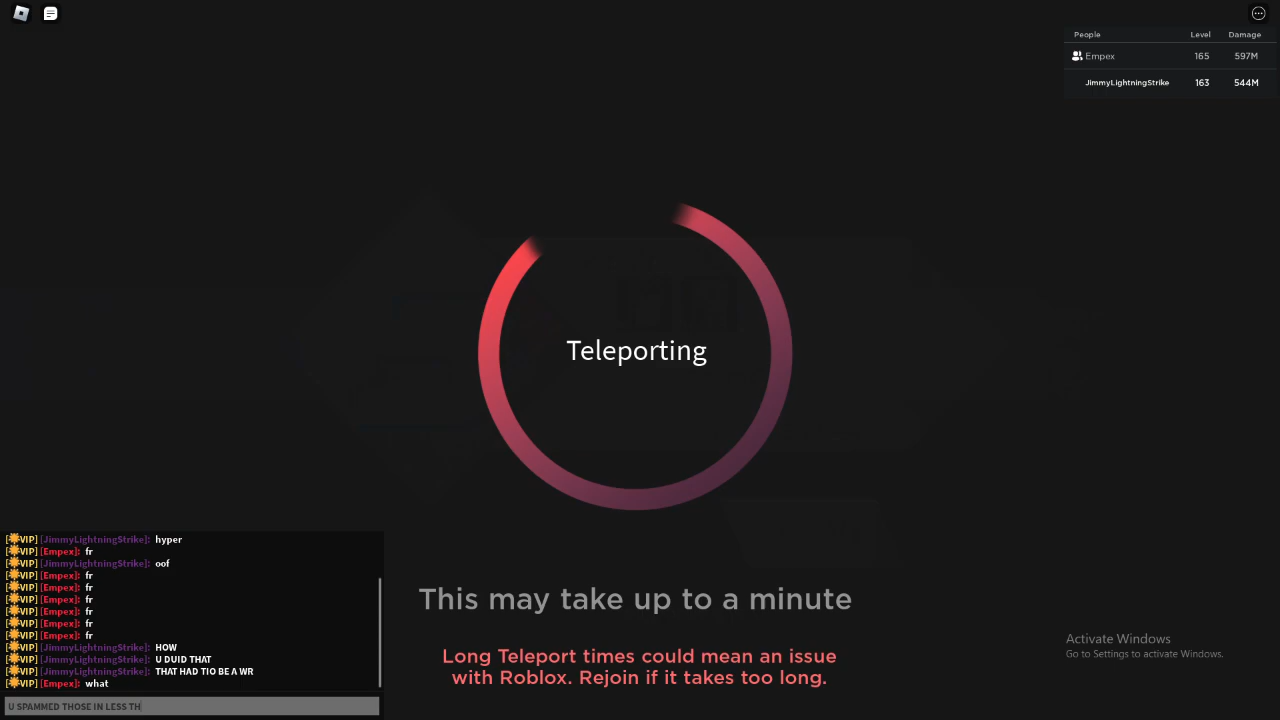 People Level Damage
Empex 165 597M
JimmyLightningStrike 163 544M
Teleporting
This may take up to a minute
Long Teleport times could mean an issue
with Roblox. Rejoin if it takes too long.
Activate Windows
Go to Settings to activate Windows.
[VIP] [JimmyLightningStrike]: hyper
[VIP] [Empex]: fr
[VIP] [JimmyLightningStrike]: oof
[VIP] [Empex]: fr
[VIP] [Empex]: fr
[VIP] [Empex]: fr
[VIP] [Empex]: fr
[VIP] [Empex]: fr
[VIP] [Empex]: fr
[VIP] [JimmyLightningStrike]: HOW
[VIP] [JimmyLightningStrike]: U DUID THAT
[VIP] [JimmyLightningStrike]: THAT HAD TIO BE A WR
[VIP] [Empex]: what
U SPAMMED THOSE IN LESS TH